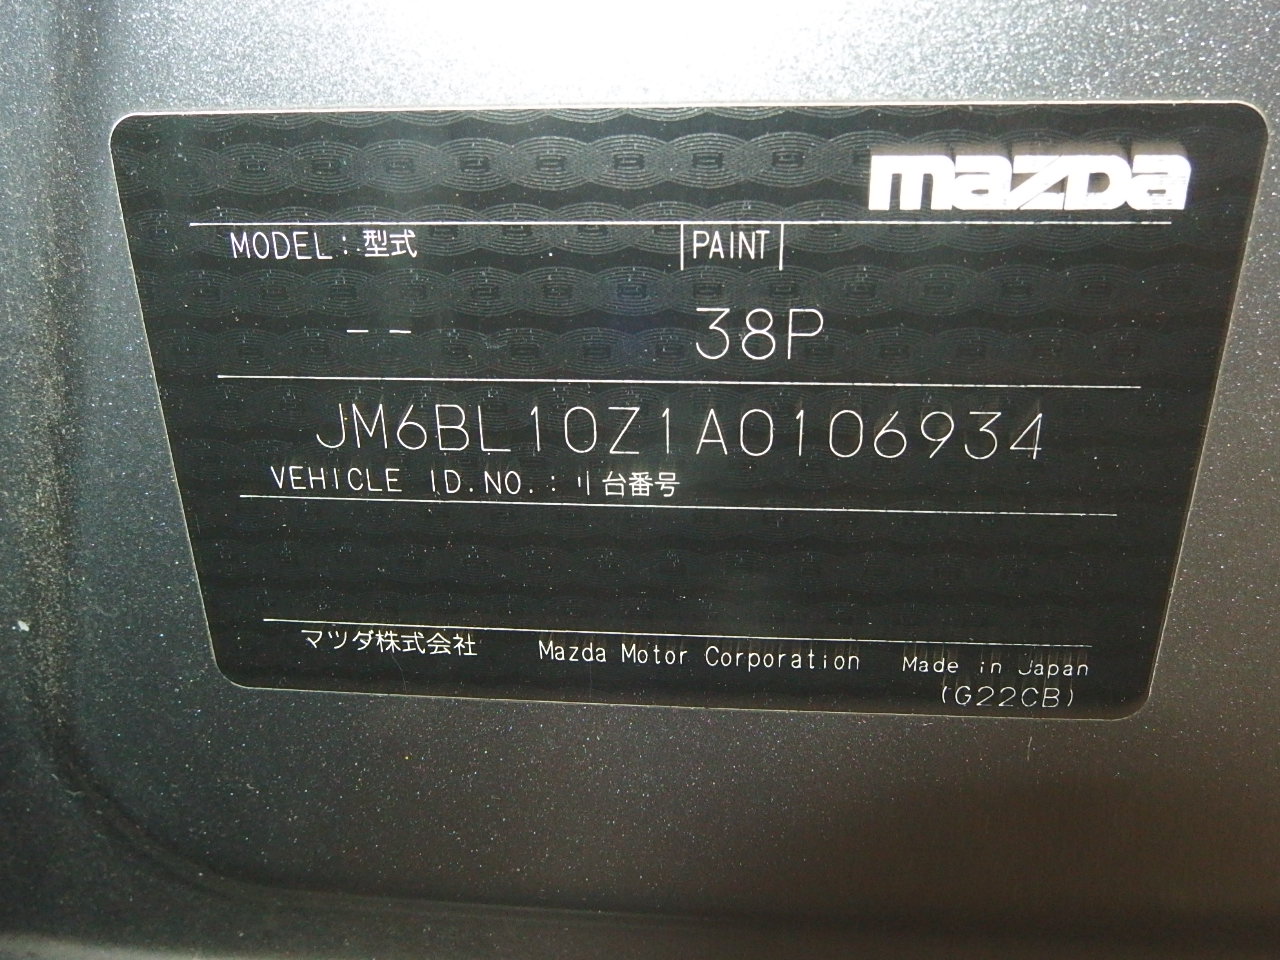 mazda
MODEL: 型式 PAINT
-- 38P
JM6BL10Z1A0106934
VEHICLE ID.NO.: リ台番号
マツダ株式会社 Mazda Motor Corporation Made in Japan
(G22CB)